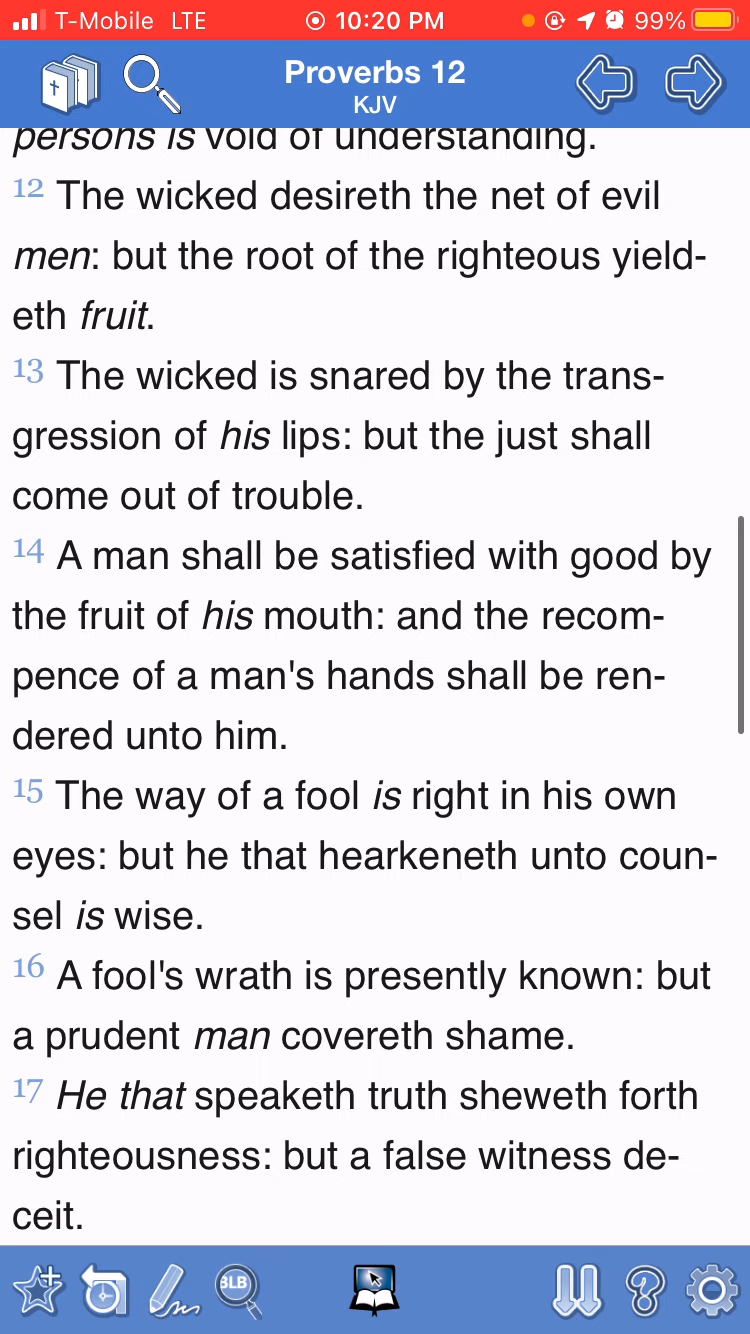 T-Mobile LTE 10:20 PM 99%
Proverbs 12
KJV
persons is void of understanding.
12 The wicked desireth the net of evil
men: but the root of the righteous yield-
eth fruit.
13 The wicked is snared by the trans-
gression of his lips: but the just shall
come out of trouble.
14 A man shall be satisfied with good by
the fruit of his mouth: and the recom-
pence of a man's hands shall be ren-
dered unto him.
15 The way of a fool is right in his own
eyes: but he that hearkeneth unto coun-
sel is wise.
16 A fool's wrath is presently known: but
a prudent man covereth shame.
17 He that speaketh truth sheweth forth
righteousness: but a false witness de-
ceit.
BLB